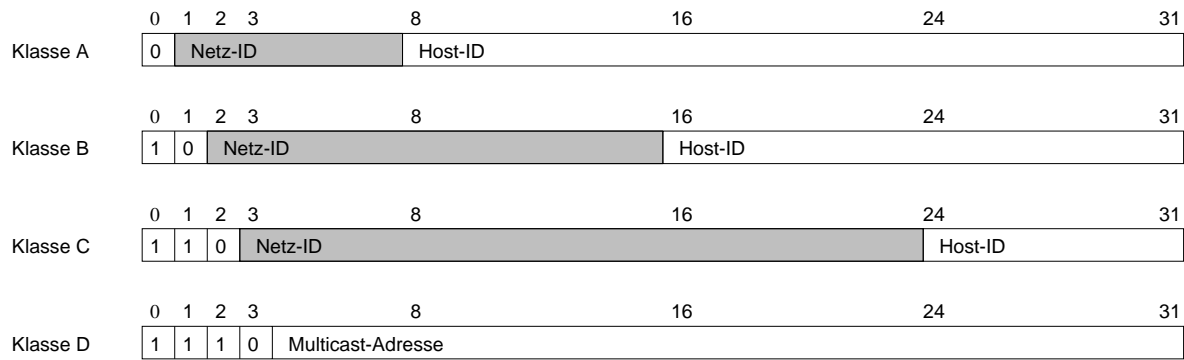 0 1 2 3 8 16 24 31
Klasse A 0 Netz-ID Host-ID
0 1 2 3 8 16 24 31
Klasse B 1 0 Netz-ID Host-ID
0 1 2 3 8 16 24 31
Klasse C 1 1 0 Netz-ID Host-ID
0 1 2 3 8 16 24 31
Klasse D 1 1 1 0 Multicast-Adresse